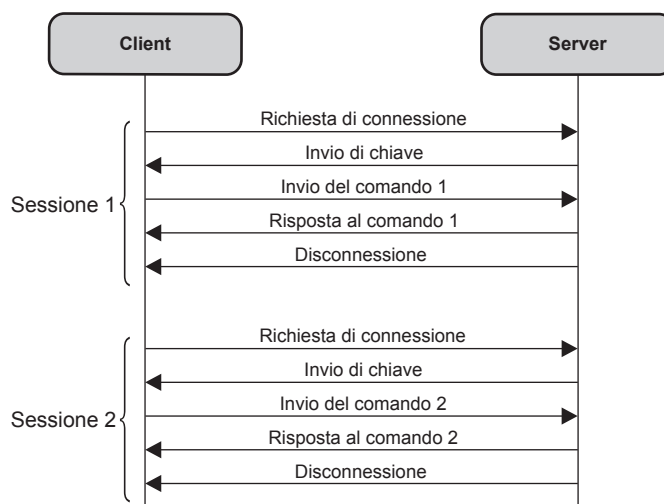 Client
Server
Richiesta di connessione
Invio di chiave
Invio del comando 1
Sessione 1
Risposta al comando 1
Disconnessione
Richiesta di connessione
Invio di chiave
Invio del comando 2
Sessione 2
Risposta al comando 2
Disconnessione